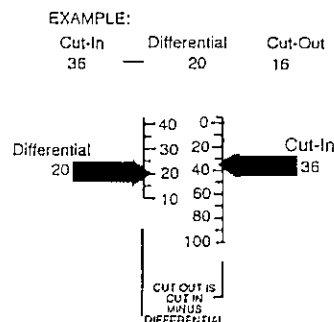 EXAMPLE:
Cut-In Differential Cut-Out
36 — 20 16
40 0
Differential 30 20 Cut-In
20 20 40 36
10 60
80
100
CUT OUT IS
CUT IN
MINUS
DIFFERENTIAL